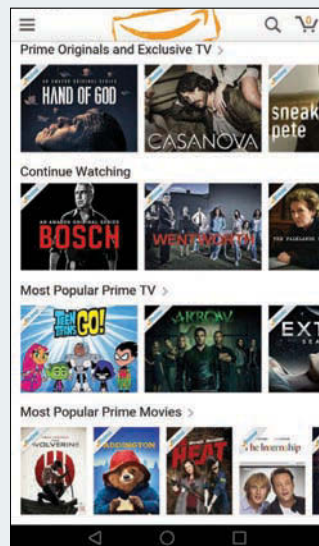 0
Prime Originals and Exclusive TV >
AN AMAZON ORIGINAL SERIES
HAND OF GOD
CASANOVA
sneak
pete
Continue Watching
AN AMAZON ORIGINAL SERIES
BOSCH
WENTWORTH
Most Popular Prime TV >
TEEN
TITANS GO!
ARROW
EXT
Most Popular Prime Movies >
WOLVERINE
PADDINGTON
HEAT
The Internship